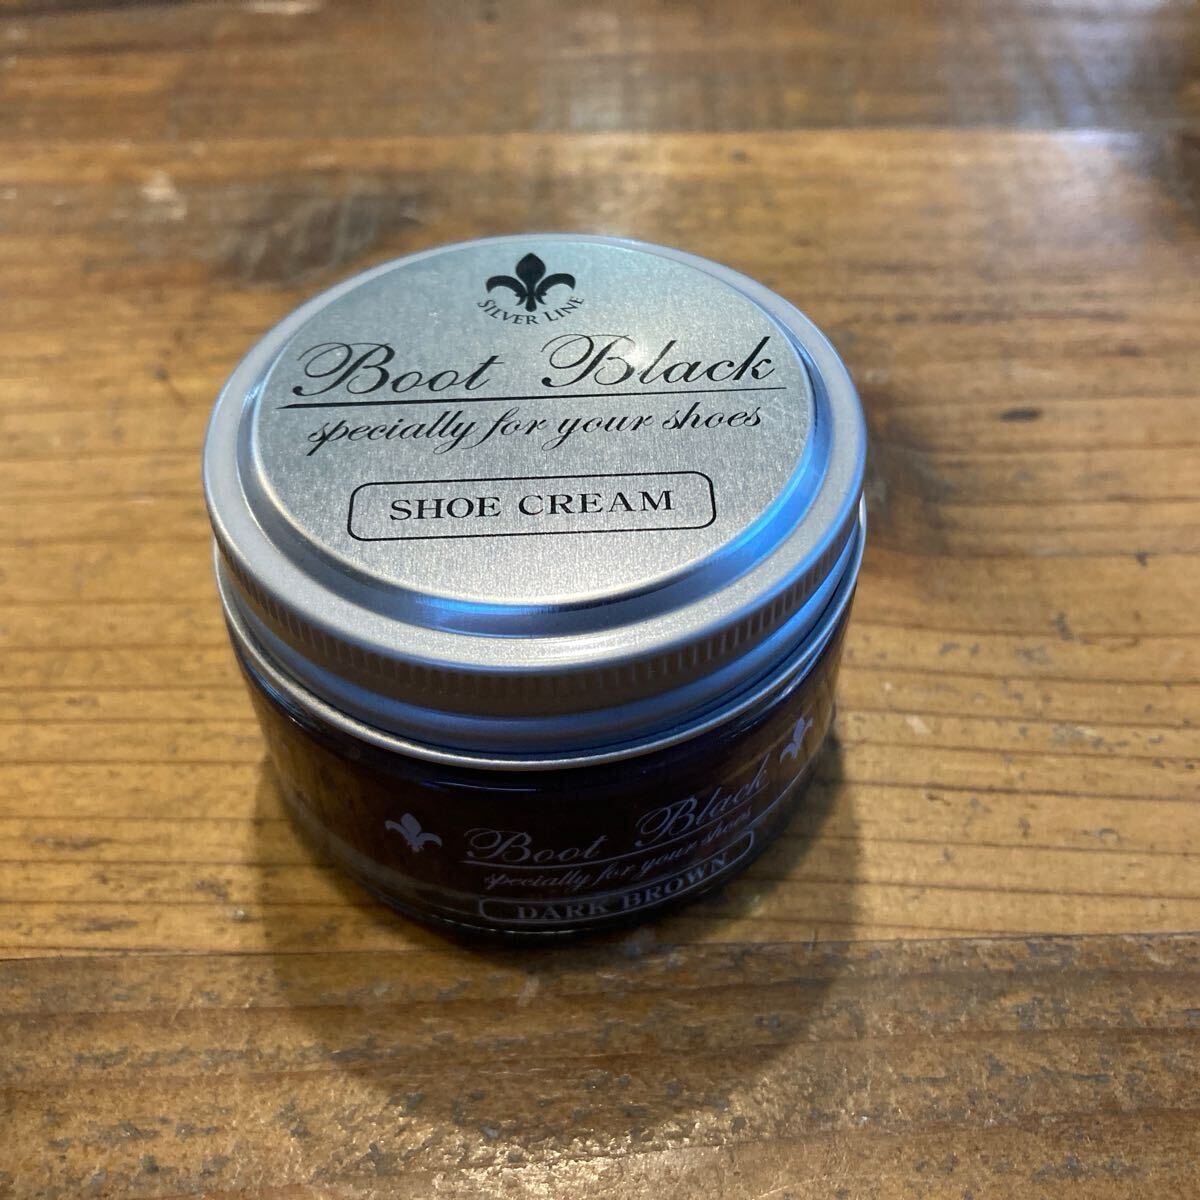 SILVER LINE
Boot Black
specially for your shoes
SHOE CREAM
Boot Black
specially for your shoes
DARK BROWN